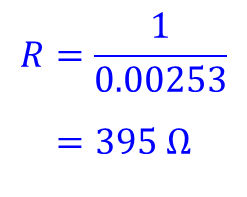 R = 1/0.00253
= 395 Ω